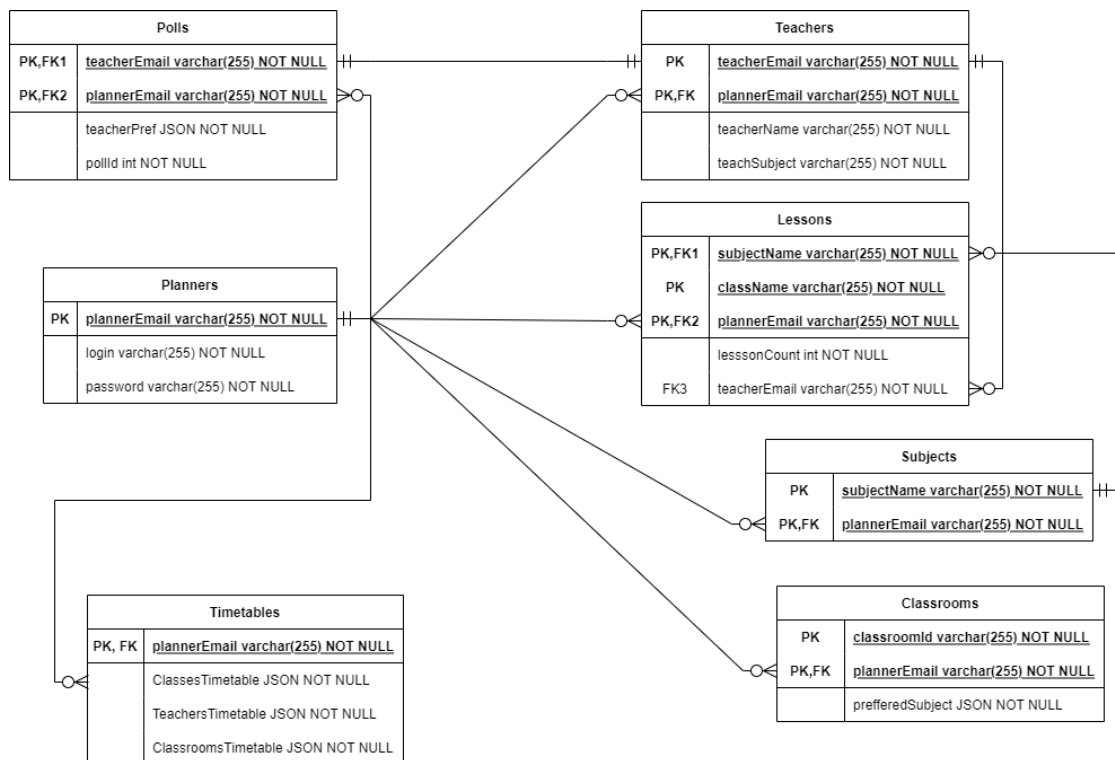 Polls
PK,FK1 teacherEmail varchar(255) NOT NULL
PK,FK2 plannerEmail varchar(255) NOT NULL
teacherPref JSON NOT NULL
pollId int NOT NULL
Teachers
PK teacherEmail varchar(255) NOT NULL
PK,FK plannerEmail varchar(255) NOT NULL
teacherName varchar(255) NOT NULL
teachSubject varchar(255) NOT NULL
Lessons
PK,FK1 subjectName varchar(255) NOT NULL
PK className varchar(255) NOT NULL
PK,FK2 plannerEmail varchar(255) NOT NULL
lesssonCount int NOT NULL
FK3 teacherEmail varchar(255) NOT NULL
Planners
PK plannerEmail varchar(255) NOT NULL
login varchar(255) NOT NULL
password varchar(255) NOT NULL
Subjects
PK subjectName varchar(255) NOT NULL
PK,FK plannerEmail varchar(255) NOT NULL
Timetables
PK, FK plannerEmail varchar(255) NOT NULL
ClassesTimetable JSON NOT NULL
TeachersTimetable JSON NOT NULL
ClassroomsTimetable JSON NOT NULL
Classrooms
PK classroomId varchar(255) NOT NULL
PK,FK plannerEmail varchar(255) NOT NULL
prefferedSubject JSON NOT NULL